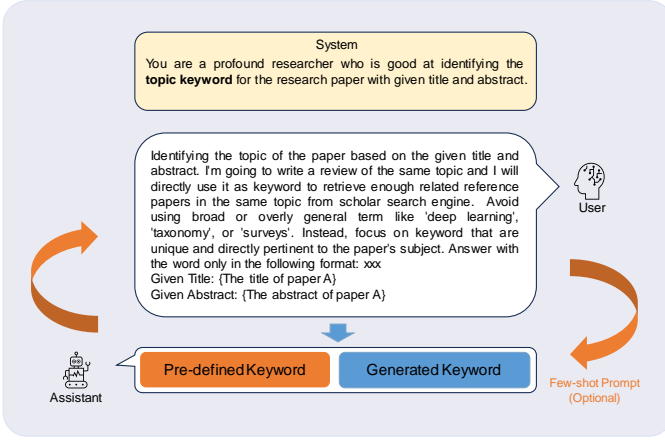 System
You are a profound researcher who is good at identifying the
topic keyword for the research paper with given title and abstract.
Identifying the topic of the paper based on the given title and
abstract. I'm going to write a review of the same topic and I will
directly use it as keyword to retrieve enough related reference
papers in the same topic from scholar search engine. Avoid
using broad or overly general term like 'deep learning',
'taxonomy', or 'surveys'. Instead, focus on keyword that are
unique and directly pertinent to the paper's subject. Answer with
the word only in the following format: xxx
Given Title: {The title of paper A}
Given Abstract: {The abstract of paper A}
User
Pre-defined Keyword
Generated Keyword
Assistant
Few-shot Prompt
(Optional)